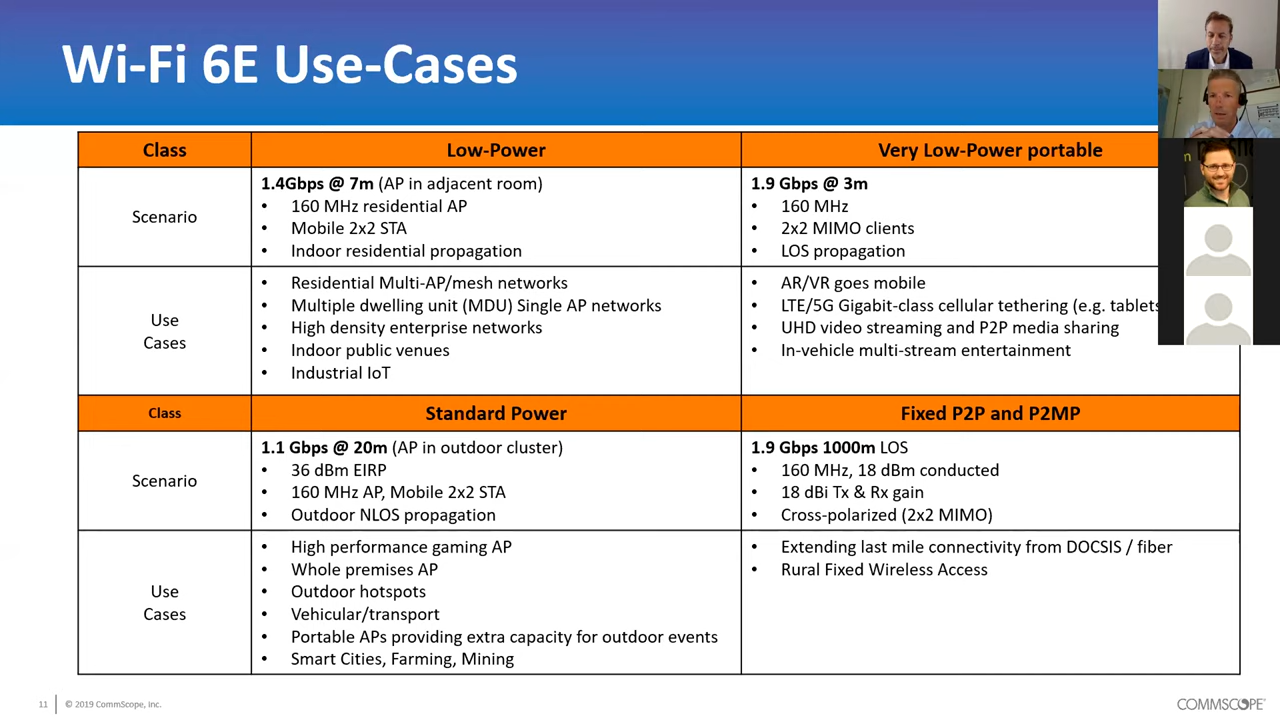 Wi-Fi 6E Use-Cases
Class
Low-Power
Very Low-Power portable
Scenario
1.4Gbps @ 7m (AP in adjacent room)
• 160 MHz residential AP
• Mobile 2x2 STA
• Indoor residential propagation
1.9 Gbps @ 3m
• 160 MHz
• 2x2 MIMO clients
• LOS propagation
Use
Cases
• Residential Multi-AP/mesh networks
• Multiple dwelling unit (MDU) Single AP networks
• High density enterprise networks
• Indoor public venues
• Industrial IoT
• AR/VR goes mobile
• LTE/5G Gigabit-class cellular tethering (e.g. tablets
• UHD video streaming and P2P media sharing
• In-vehicle multi-stream entertainment
Class
Standard Power
Fixed P2P and P2MP
Scenario
1.1 Gbps @ 20m (AP in outdoor cluster)
• 36 dBm EIRP
• 160 MHz AP, Mobile 2x2 STA
• Outdoor NLOS propagation
1.9 Gbps 1000m LOS
• 160 MHz, 18 dBm conducted
• 18 dBi Tx & Rx gain
• Cross-polarized (2x2 MIMO)
Use
Cases
• High performance gaming AP
• Whole premises AP
• Outdoor hotspots
• Vehicular/transport
• Portable APs providing extra capacity for outdoor events
• Smart Cities, Farming, Mining
• Extending last mile connectivity from DOCSIS / fiber
• Rural Fixed Wireless Access
11
© 2019 CommScope, Inc.
COMMSCOPE®